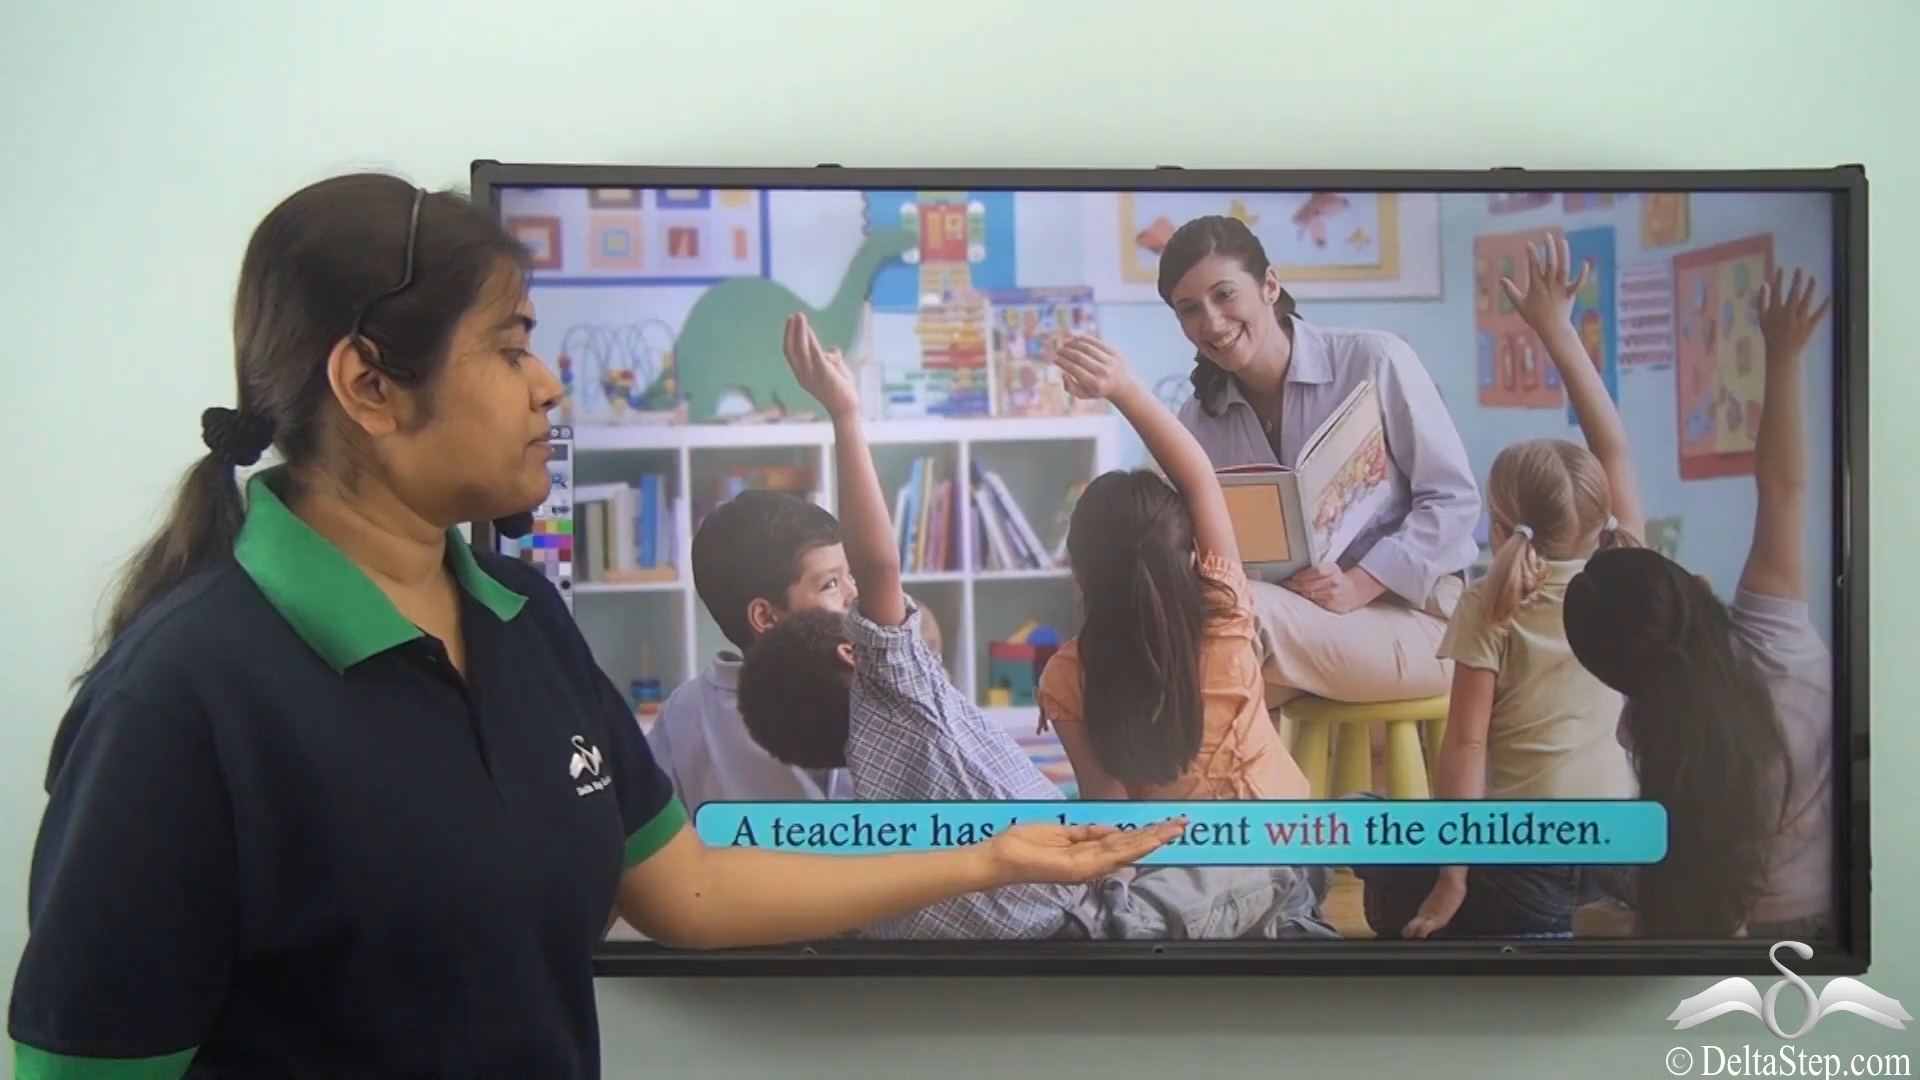 A teacher has patient with the children.
© DeltaStep.com